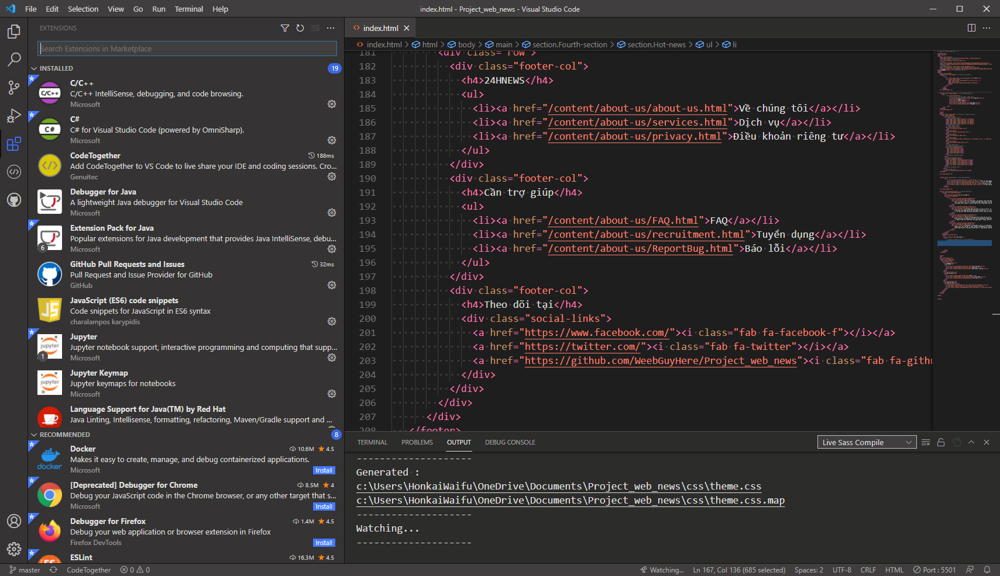 File Edit Selection View Go Run Terminal Help
index.html - Project_web_news - Visual Studio Code
EXTENSIONS
Search Extensions in Marketplace
INSTALLED 19
C/C++
C/C++
C/C++ IntelliSense, debugging, and code browsing.
Microsoft
C#
C#
C# for Visual Studio Code (powered by OmniSharp).
Microsoft
CodeTogether 188ms
Add CodeTogether to VS Code to live share your IDE and coding sessions. Cro...
Genuitec
Debugger for Java
A lightweight Java debugger for Visual Studio Code
Microsoft
Extension Pack for Java
Popular extensions for Java development that provides Java IntelliSense, debu...
6
Microsoft
GitHub Pull Requests and Issues 32ms
Pull Request and Issue Provider for GitHub
GitHub
JavaScript (ES6) code snippets
JS
Code snippets for JavaScript in ES6 syntax
charalampos karypidis
Jupyter
jupyter
Jupyter notebook support, interactive programming and computing that supp...
1
Microsoft
Jupyter Keymap
jupyter
Jupyter keymaps for notebooks
Microsoft
Language Support for Java(TM) by Red Hat
Java Linting, Intellisense, formatting, refactoring, Maven/Gradle support and ...
RECOMMENDED 8
Docker 10.6M 4.5
Makes it easy to create, manage, and debug containerized applications.
docker
Microsoft Install
[Deprecated] Debugger for Chrome 8.5M 4
Debug your JavaScript code in the Chrome browser, or any other target that s...
Microsoft Install
Debugger for Firefox 1.4M 4.5
Debug your web application or browser extension in Firefox
Firefox DevTools Install
ESLint 16.3M 4.5
index.html
index.html > html > body > main > section.Fourth-section > section.Hot-news > ul > li
181 <div class="row">
182 <div class="footer-col">
183 <h4>24HNEWS</h4>
184 <ul>
185 <li><a href="/content/about-us/about-us.html">Về chúng tôi</a></li>
186 <li><a href="/content/about-us/services.html">Dịch vụ</a></li>
187 <li><a href="/content/about-us/privacy.html">Điều khoản riêng tư</a></li>
188 </ul>
189 </div>
190 <div class="footer-col">
191 <h4>Cần trợ giúp</h4>
192 <ul>
193 <li><a href="/content/about-us/FAQ.html">FAQ</a></li>
194 <li><a href="/content/about-us/recruitment.html">Tuyển dụng</a></li>
195 <li><a href="/content/about-us/ReportBug.html">Báo lỗi</a></li>
196 </ul>
197 </div>
198 <div class="footer-col">
199 <h4>Theo dõi tại</h4>
200 <div class="social-links">
201 <a href="https://www.facebook.com/"><i class="fab fa-facebook-f"></i></a>
202 <a href="https://twitter.com/"><i class="fab fa-twitter"></i></a>
203 <a href="https://github.com/WeebGuyHere/Project_web_news"><i class="fab fa-githu
204 </div>
205 </div>
206 </div>
207 </div>
208 </footer>
TERMINAL PROBLEMS OUTPUT DEBUG CONSOLE Live Sass Compile
--------------------
Generated :
c:\Users\HonkaiWaifu\OneDrive\Documents\Project_web_news\css\theme.css
c:\Users\HonkaiWaifu\OneDrive\Documents\Project_web_news\css\theme.css.map
--------------------
Watching...
--------------------
master CodeTogether 0 0 Watching... Ln 167, Col 136 (685 selected) Spaces: 2 UTF-8 CRLF HTML Port : 5501